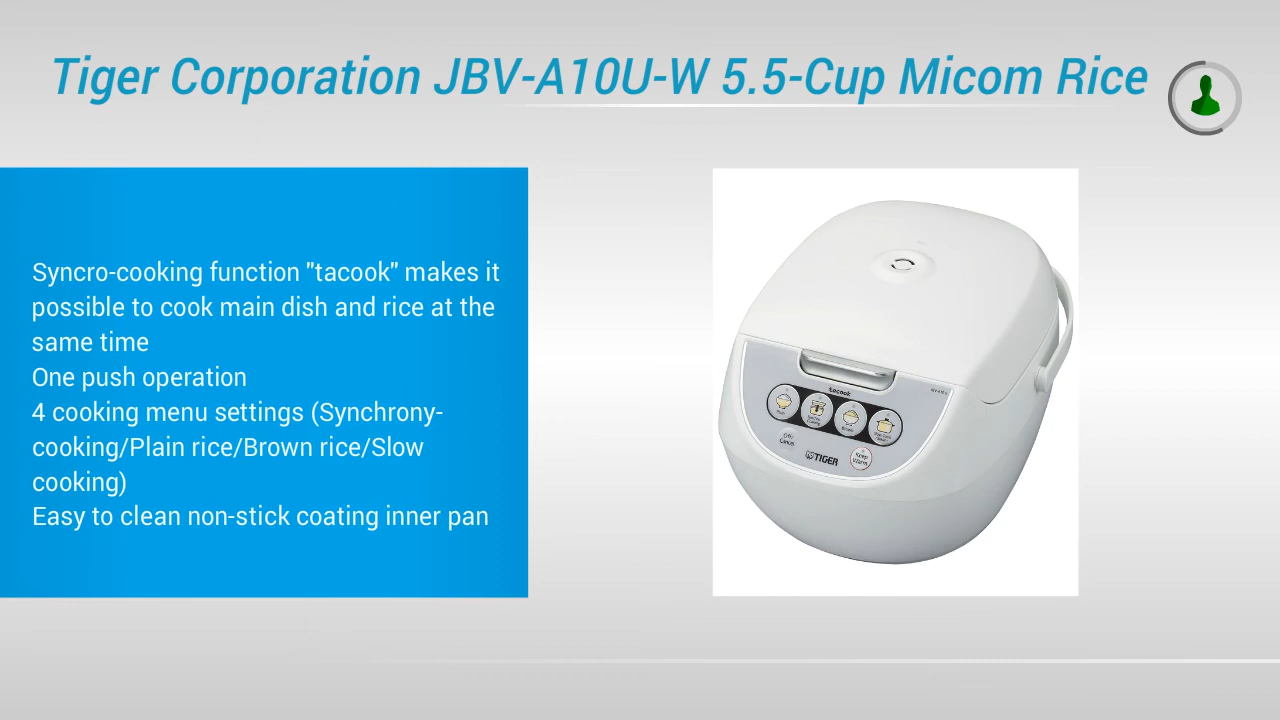 Tiger Corporation JBV-A10U-W 5.5-Cup Micom Rice
Syncro-cooking function "tacook" makes it
possible to cook main dish and rice at the
same time
One push operation
4 cooking menu settings (Synchrony-
cooking/Plain rice/Brown rice/Slow
cooking)
Easy to clean non-stick coating inner pan
tacook
TIGER
Keep
Warm